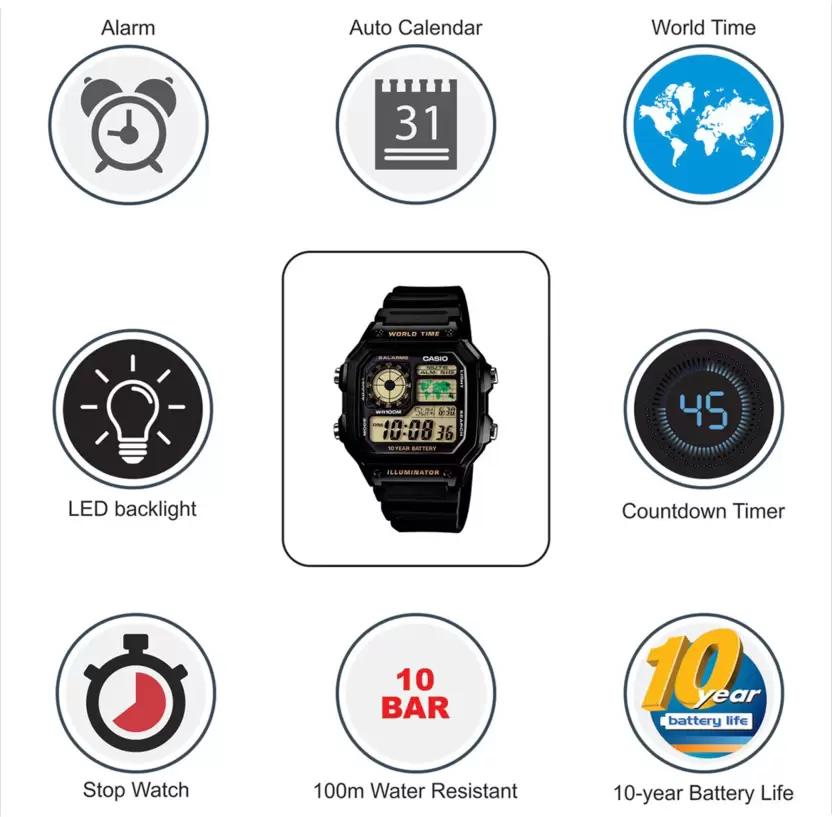 Alarm
Auto Calendar
World Time
31
WORLD TIME
5 ALARMS
CASIO
WR100M
SEARCH
10:08 36
10 YEAR BATTERY
ILLUMINATOR
45
LED backlight
Countdown Timer
10 year
battery life
10
BAR
Stop Watch
100m Water Resistant
10-year Battery Life